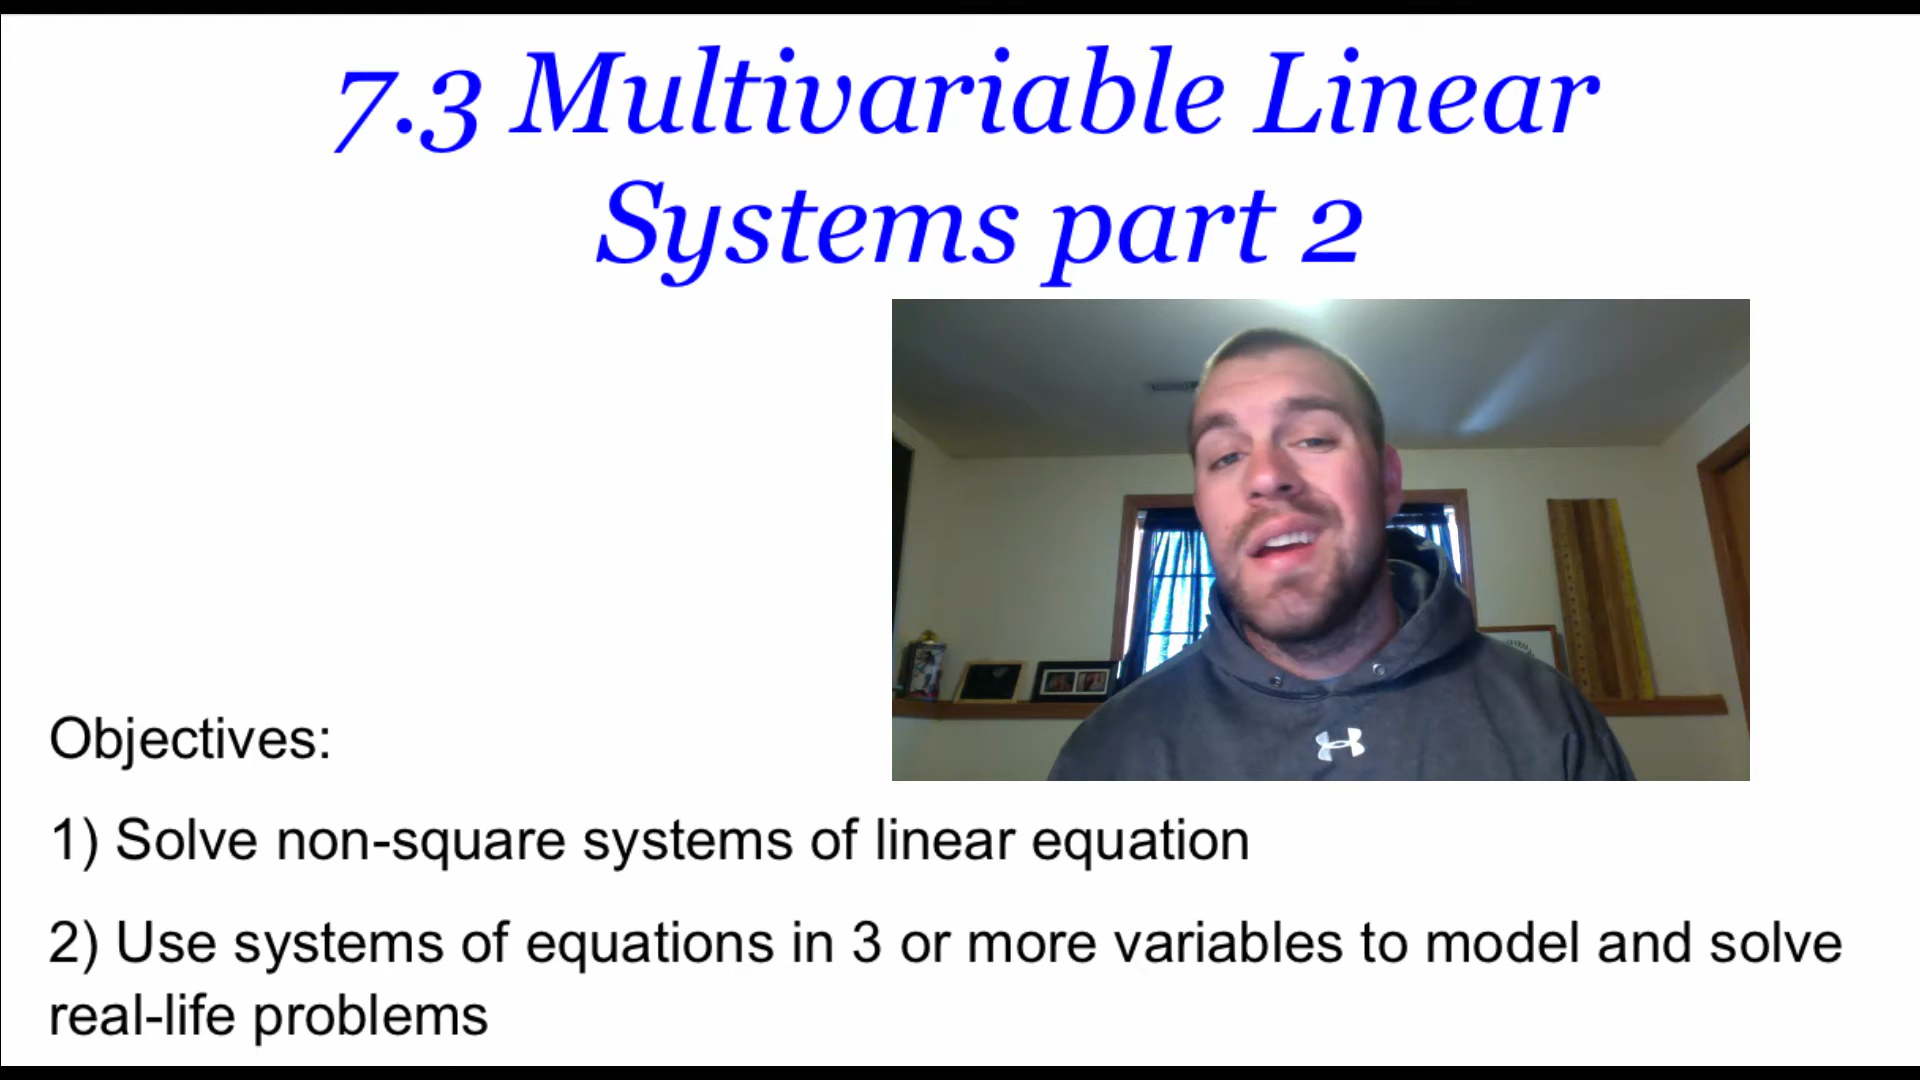 7.3 Multivariable Linear
Systems part 2
Objectives:
1) Solve non-square systems of linear equation
2) Use systems of equations in 3 or more variables to model and solve
real-life problems